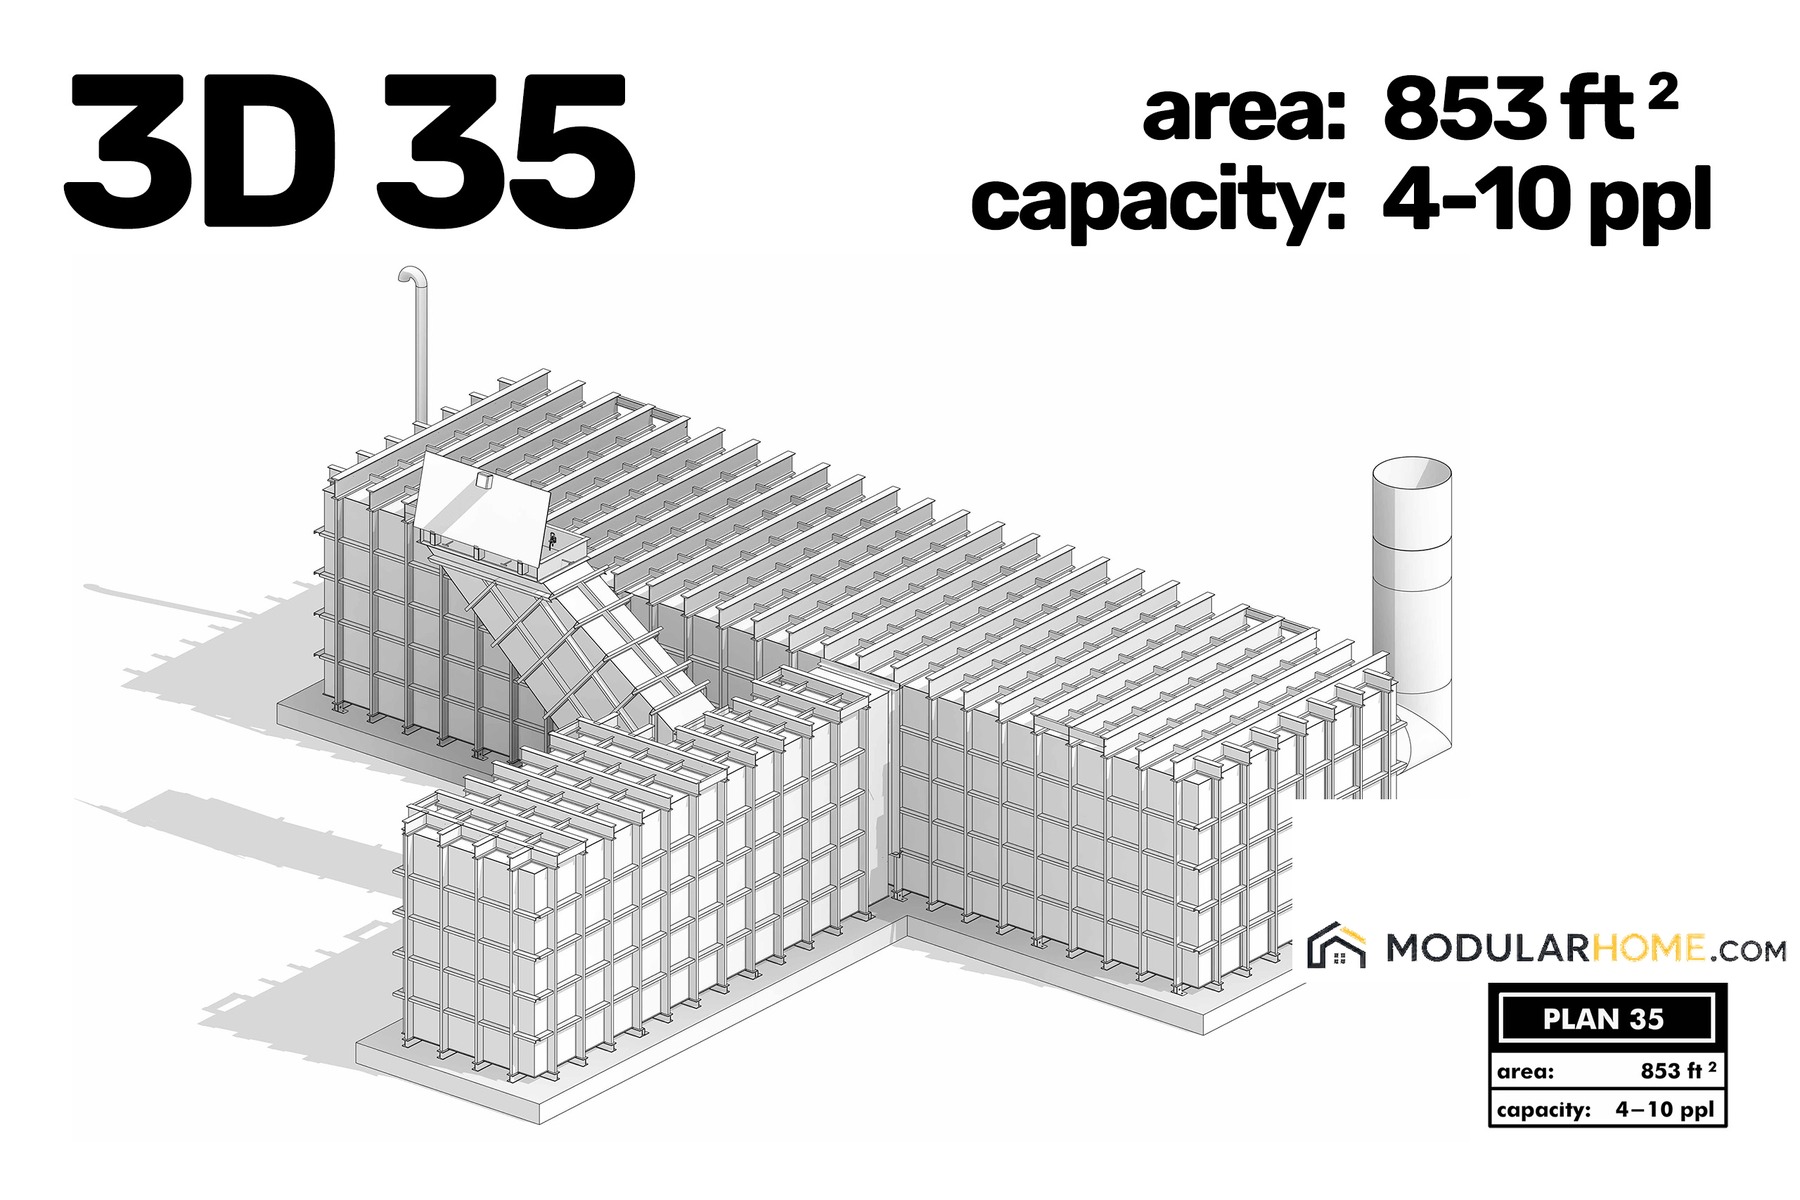 3D 35
area: 853 ft ²
capacity: 4-10 ppl
MODULARHOME.COM
PLAN 35
area: 853 ft ²
capacity: 4–10 ppl